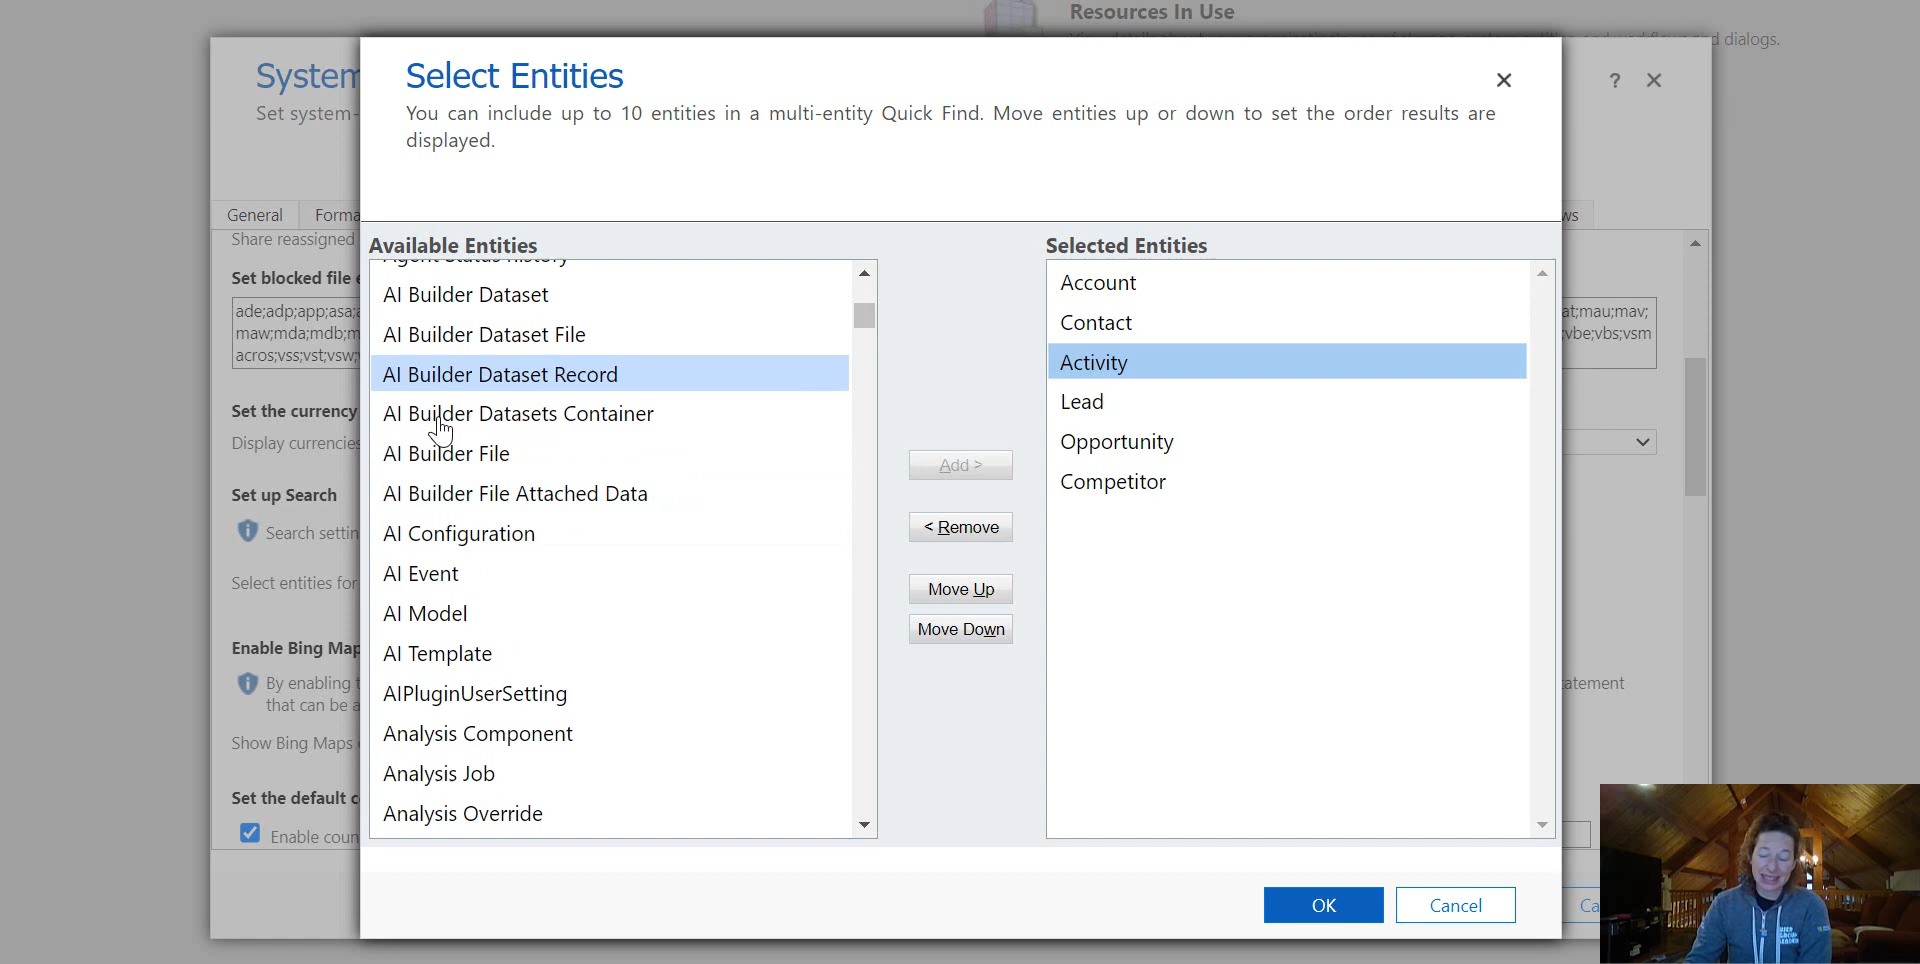 Resources In Use
d dialogs.
System
Set system-
Select Entities
You can include up to 10 entities in a multi-entity Quick Find. Move entities up or down to set the order results are
displayed.
?
General
Forma
ws
Share reassigned
Set blocked file e
ade;adp;app;asa;a
maw;mda;mdb;m
acros;vss;vst;vsw;
at;mau;mav;
vbe;vbs;vsm
Set the currency
Display currencies
Set up Search
Search settin
Select entities for
Enable Bing Map
By enabling t
that can be a
atement
Show Bing Maps
Set the default c
Enable coun
Available Entities
Agent Status History
AI Builder Dataset
AI Builder Dataset File
AI Builder Dataset Record
AI Builder Datasets Container
AI Builder File
AI Builder File Attached Data
AI Configuration
AI Event
AI Model
AI Template
AIPluginUserSetting
Analysis Component
Analysis Job
Analysis Override
Add >
< Remove
Move Up
Move Down
Selected Entities
Account
Contact
Activity
Lead
Opportunity
Competitor
OK
Cancel
Ca